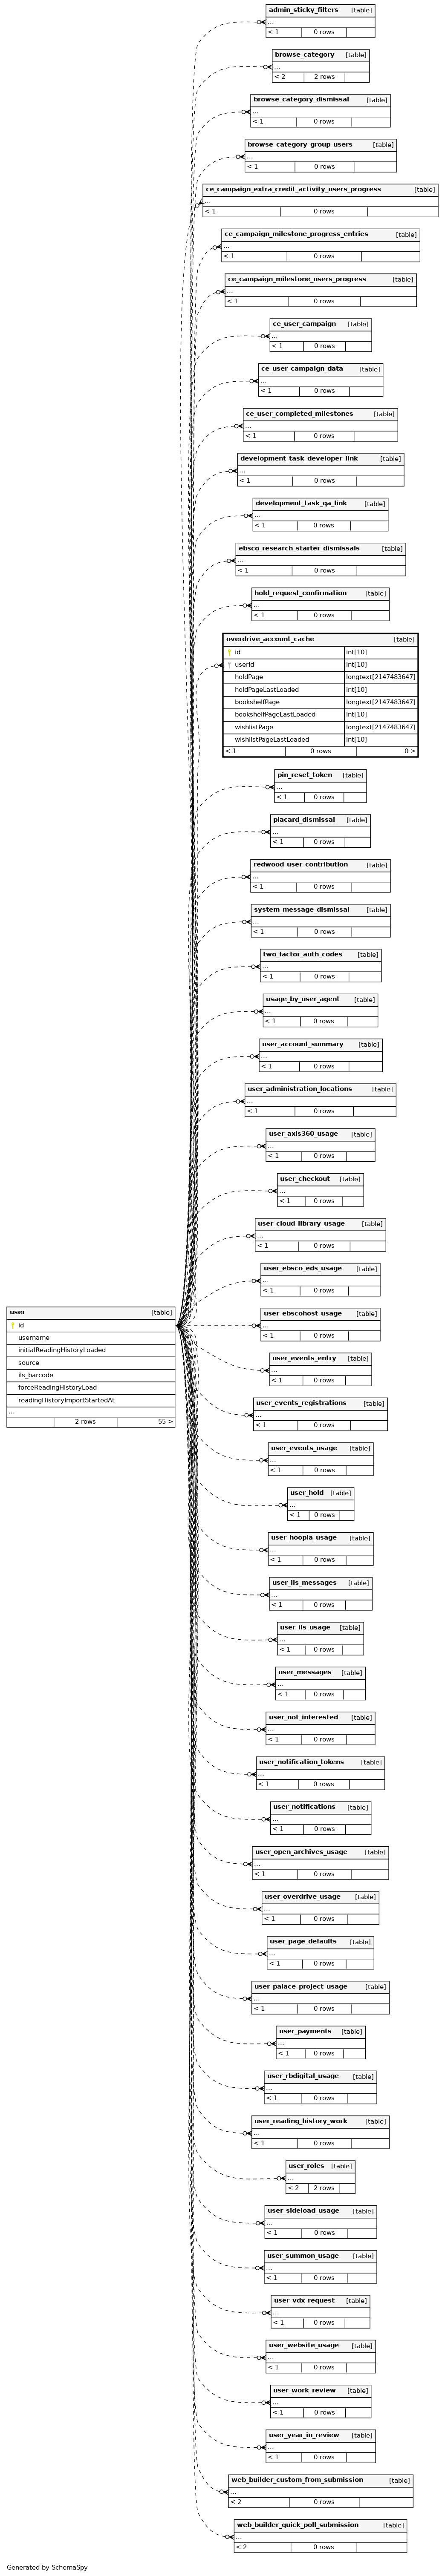 admin_sticky_filters [table]
...
< 1 0 rows
browse_category [table]
...
< 2 2 rows
browse_category_dismissal [table]
...
< 1 0 rows
browse_category_group_users [table]
...
< 1 0 rows
ce_campaign_extra_credit_activity_users_progress [table]
...
< 1 0 rows
ce_campaign_milestone_progress_entries [table]
...
< 1 0 rows
ce_campaign_milestone_users_progress [table]
...
< 1 0 rows
ce_user_campaign [table]
...
< 1 0 rows
ce_user_campaign_data [table]
...
< 1 0 rows
ce_user_completed_milestones [table]
...
< 1 0 rows
development_task_developer_link [table]
...
< 1 0 rows
development_task_qa_link [table]
...
< 1 0 rows
ebsco_research_starter_dismissals [table]
...
< 1 0 rows
hold_request_confirmation [table]
...
< 1 0 rows
overdrive_account_cache [table]
id int[10]
userId int[10]
holdPage longtext[2147483647]
holdPageLastLoaded int[10]
bookshelfPage longtext[2147483647]
bookshelfPageLastLoaded int[10]
wishlistPage longtext[2147483647]
wishlistPageLastLoaded int[10]
< 1 0 rows 0 >
pin_reset_token [table]
...
< 1 0 rows
placard_dismissal [table]
...
< 1 0 rows
redwood_user_contribution [table]
...
< 1 0 rows
system_message_dismissal [table]
...
< 1 0 rows
two_factor_auth_codes [table]
...
< 1 0 rows
usage_by_user_agent [table]
...
< 1 0 rows
user_account_summary [table]
...
< 1 0 rows
user_administration_locations [table]
...
< 1 0 rows
user_axis360_usage [table]
...
< 1 0 rows
user_checkout [table]
...
< 1 0 rows
user_cloud_library_usage [table]
...
< 1 0 rows
user_ebsco_eds_usage [table]
...
< 1 0 rows
user_ebscohost_usage [table]
...
< 1 0 rows
user [table]
id
username
initialReadingHistoryLoaded
source
ils_barcode
forceReadingHistoryLoad
readingHistoryImportStartedAt
...
2 rows 55 >
user_events_entry [table]
...
< 1 0 rows
user_events_registrations [table]
...
< 1 0 rows
user_events_usage [table]
...
< 1 0 rows
user_hold [table]
...
< 1 0 rows
user_hoopla_usage [table]
...
< 1 0 rows
user_ils_messages [table]
...
< 1 0 rows
user_ils_usage [table]
...
< 1 0 rows
user_messages [table]
...
< 1 0 rows
user_not_interested [table]
...
< 1 0 rows
user_notification_tokens [table]
...
< 1 0 rows
user_notifications [table]
...
< 1 0 rows
user_open_archives_usage [table]
...
< 1 0 rows
user_overdrive_usage [table]
...
< 1 0 rows
user_page_defaults [table]
...
< 1 0 rows
user_palace_project_usage [table]
...
< 1 0 rows
user_payments [table]
...
< 1 0 rows
user_rbdigital_usage [table]
...
< 1 0 rows
user_reading_history_work [table]
...
< 1 0 rows
user_roles [table]
...
< 2 2 rows
user_sideload_usage [table]
...
< 1 0 rows
user_summon_usage [table]
...
< 1 0 rows
user_vdx_request [table]
...
< 1 0 rows
user_website_usage [table]
...
< 1 0 rows
user_work_review [table]
...
< 1 0 rows
user_year_in_review [table]
...
< 1 0 rows
web_builder_custom_from_submission [table]
...
< 2 0 rows
web_builder_quick_poll_submission [table]
...
< 2 0 rows
Generated by SchemaSpy